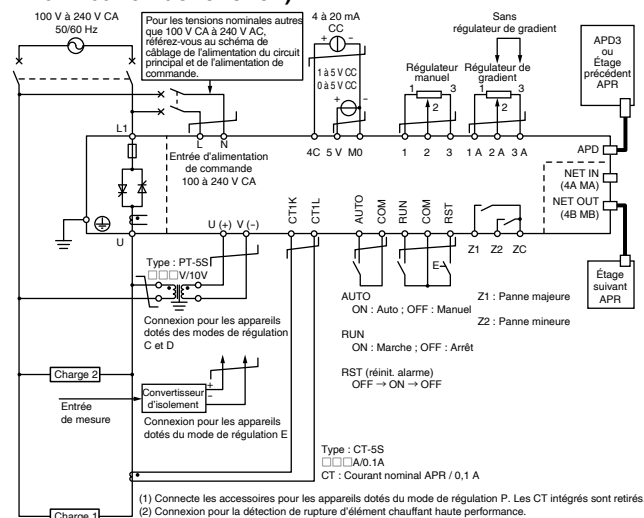 100 V à 240 V CA
50/60 Hz
Pour les tensions nominales autres
que 100 V CA à 240 V AC,
référez-vous au schéma de
câblage de l'alimentation du circuit
principal et de l'alimentation de
commande.
4 à 20 mA
CC
+ −
1 à 5 V CC
0 à 5 V CC
+ −
Sans
régulateur de gradient
Régulateur
manuel
1 3
2
Régulateur de
gradient
1 3
2
APD3
ou
Étage
précédent
APR
L1
L N
Entrée d'alimentation
de commande
100 à 240 V CA
4C 5 V M0
1 2 3
1 A 2 A 3 A
APD
NET IN
(4A MA)
NET OUT
(4B MB)
U
U (+) V (−)
CT1K
CT1L
AUTO
COM
RUN
COM
RST
Z1 Z2 ZC
E
Étage
suivant
APR
Type : PT-5S
□□□V/10V
Connexion pour les appareils
dotés des modes de régulation
C et D
AUTO
ON : Auto ; OFF : Manuel
RUN
ON : Marche ; OFF : Arrêt
RST (réinit. alarme)
OFF → ON → OFF
Z1 : Panne majeure
Z2 : Panne mineure
Charge 2
Entrée
de mesure
Convertisseur
d'isolement
+
−
Connexion pour les appareils
dotés du mode de régulation E
Type : CT-5S
□□□A/0.1A
CT : Courant nominal APR / 0,1 A
Charge 1
(1) Connecte les accessoires pour les appareils dotés du mode de régulation P. Les CT intégrés sont retirés
(2) Connexion pour la détection de rupture d'élément chauffant haute performance.